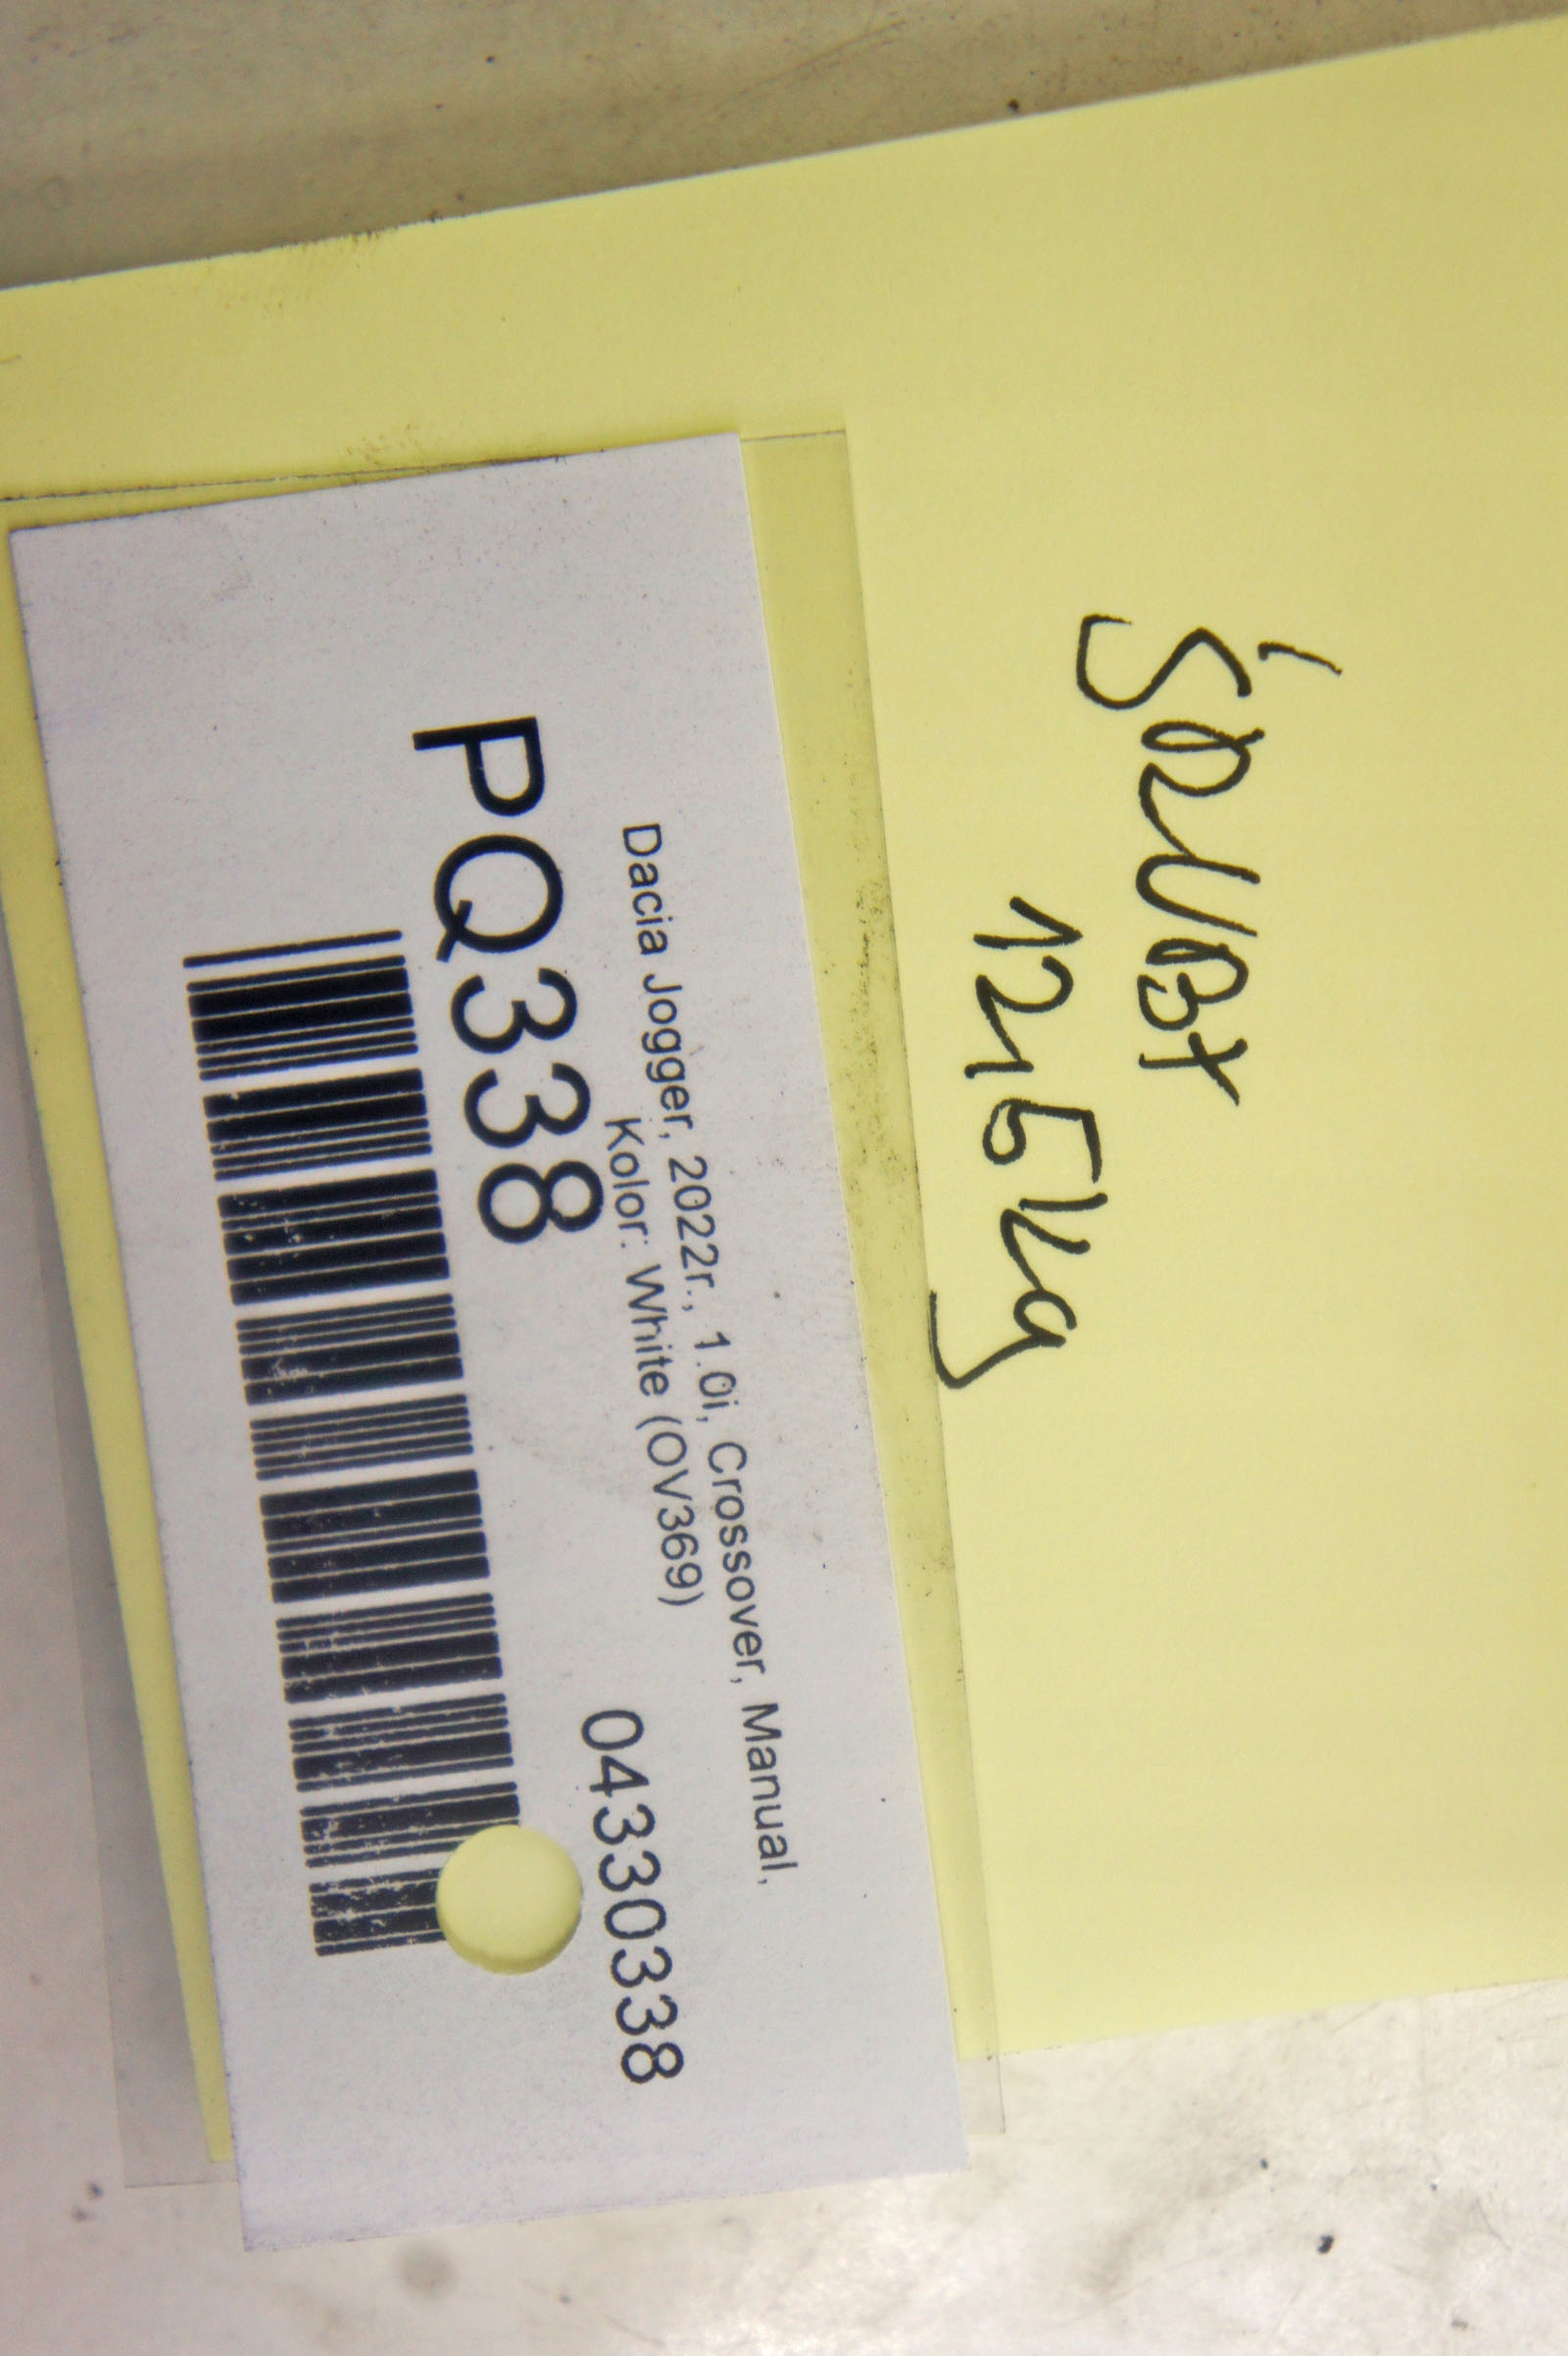 ŚRUBY
12,5kg
Dacia Jogger, 2022r., 1.0i, Crossover, Manual,
Kolor: White (OV369)
PQ338 04330338